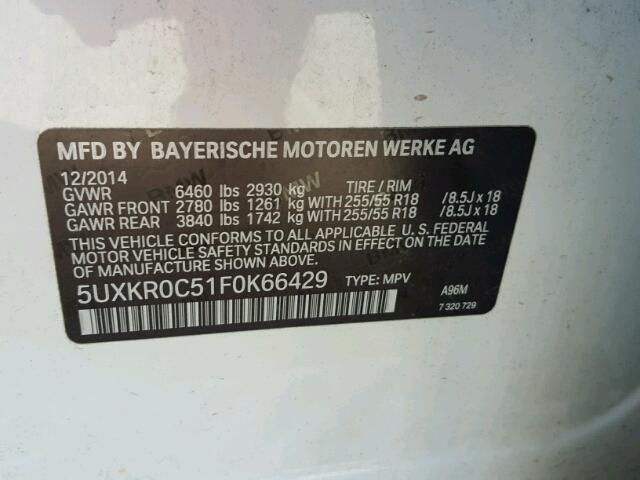 MFD BY BAYERISCHE MOTOREN WERKE AG
12/2014 TIRE / RIM
GVWR 6460 lbs 2930 kg
GAWR FRONT 2780 lbs 1261 kg WITH 255/55 R18 /8.5J x 18
GAWR REAR 3840 lbs 1742 kg WITH 255/55 R18 /8.5J x 18
THIS VEHICLE CONFORMS TO ALL APPLICABLE U. S. FEDERAL
MOTOR VEHICLE SAFETY STANDARDS IN EFFECT ON THE
DATE OF MANUFACTURE SHOWN ABOVE.
5UXKR0C51F0K66429 TYPE: MPV A96M
7 320 729